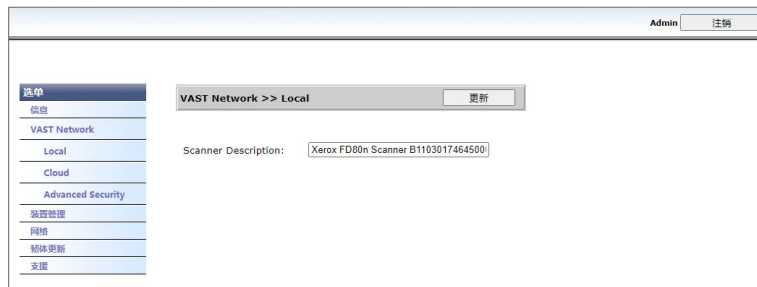 Admin 注销
选单
信息
VAST Network
Local
Cloud
Advanced Security
装置管理
网络
韧体更新
支援
VAST Network >> Local 更新
Scanner Description: Xerox FD80n Scanner B1103017464500